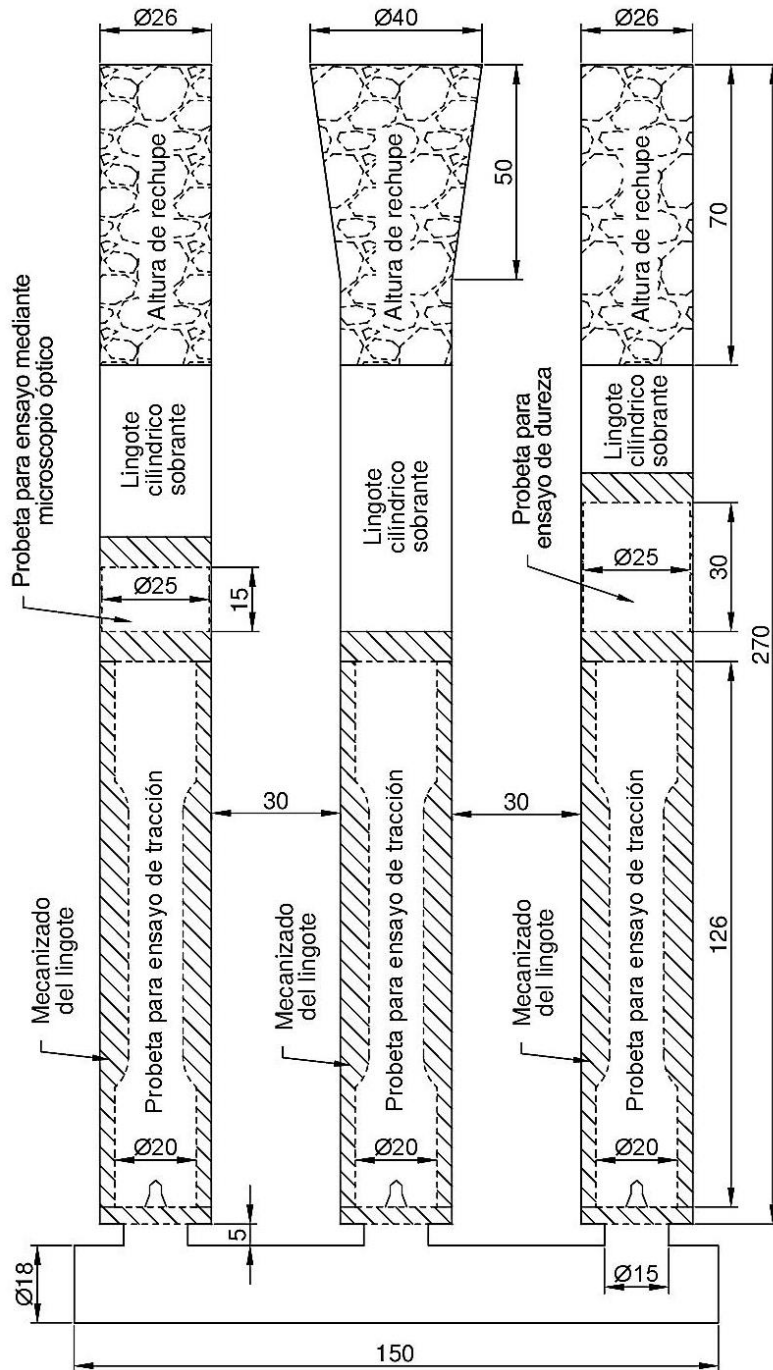 Ø26
Ø40
Ø26
Altura de rechupe
Altura de rechupe
Altura de rechupe
50
70
Probeta para ensayo mediante
microscopio óptico
Lingote
cilíndrico
sobrante
Lingote
cilíndrico
sobrante
Probeta para
ensayo de dureza
Lingote
cilíndrico
sobrante
Ø25
15
Ø25
30
270
30
30
Mecanizado
del lingote
Probeta para ensayo de tracción
Mecanizado
del lingote
Probeta para ensayo de tracción
Mecanizado
del lingote
Probeta para ensayo de tracción
126
Ø20
Ø20
Ø20
5
Ø18
Ø15
150